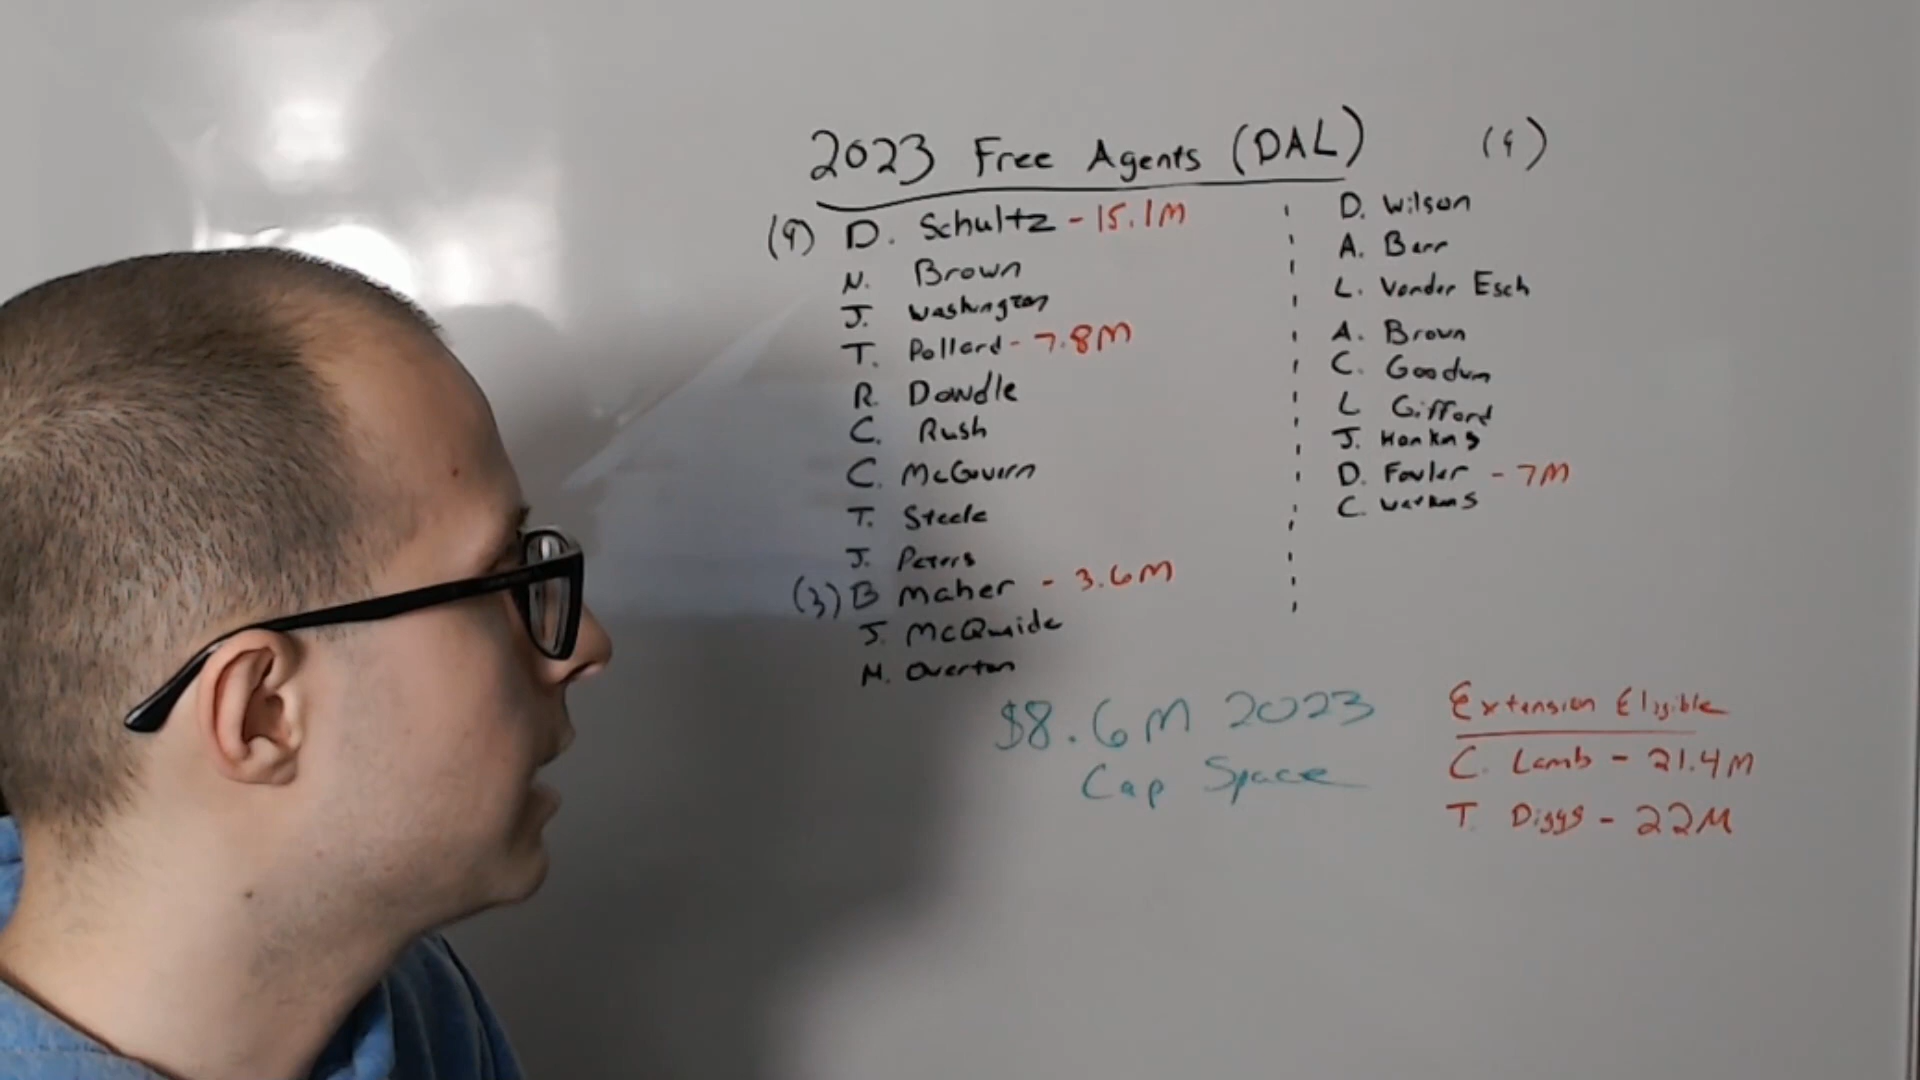 2023 Free Agents (DAL)
(9) D. Schultz - 15.1M
N. Brown
J. Washington
T. Pollard - 7.8M
R. Dowdle
C. Rush
C. McGovern
T. Steele
J. Peters
(3) B Maher - 3.6M
J. McQuaide
M. Overton
(9)
D. Wilson
A. Barr
L. Vander Esch
A. Brown
C. Goodwin
L Gifford
J. Hankins
D. Fowler - 7M
C. Watkins
$8.6M 2023
Cap Space
Extension Eligible
C. Lamb - 21.4M
T. Diggs - 22M